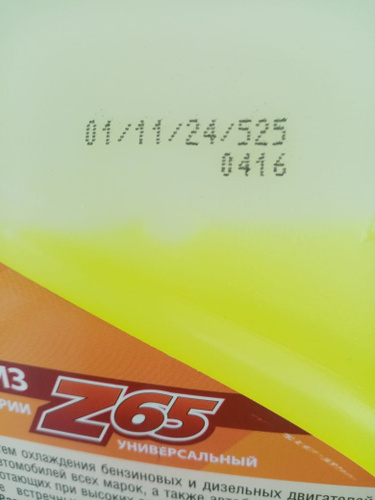 01/11/24/525
0416
ИЗ
РИИ
Z65
УНИВЕРСАЛЬНЫЙ
тем охлаждения бензиновых и дизельных двигателей
втомобилей всех марок, а также
отающих при высоких
встречных